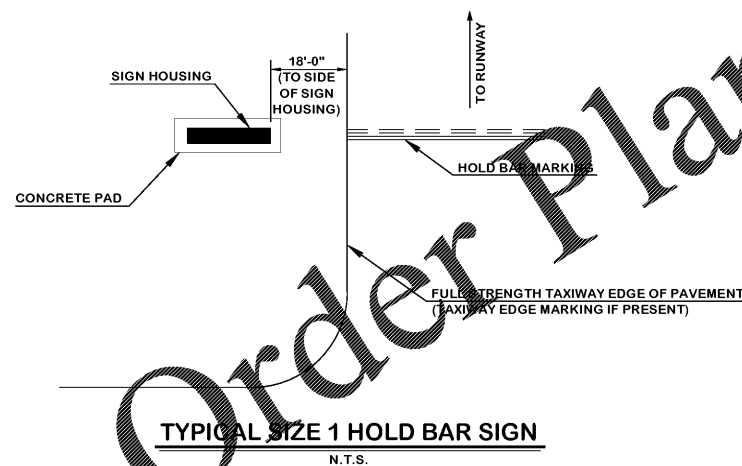 18'-0"
(TO SIDE
OF SIGN
HOUSING)
SIGN HOUSING
TO RUNWAY
HOLD BAR MARKING
CONCRETE PAD
FULL STRENGTH TAXIWAY EDGE OF PAVEMENT
(TAXIWAY EDGE MARKING IF PRESENT)
Order Plan
TYPICAL SIZE 1 HOLD BAR SIGN
N.T.S.